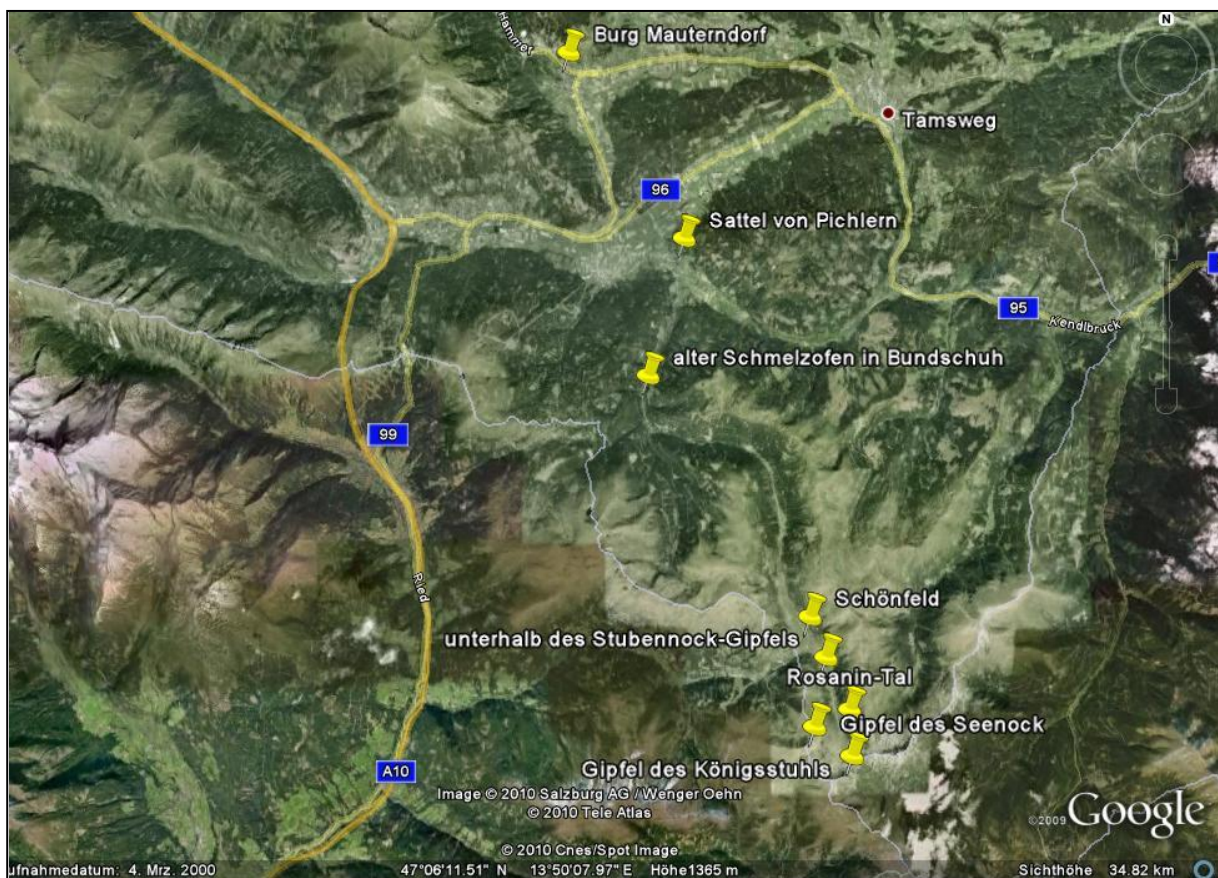 N
Hammer
Burg Mauterndorf
Tamsweg
96
Sattel von Pichlern
95
Kendlbruck
alter Schmelzofen in Bundschuh
99
Ried
Schönfeld
unterhalb des Stubennock-Gipfels
Rosanin-Tal
Gipfel des Seenock
Gipfel des Königsstuhls
A10
Image © 2010 Salzburg AG / Wenger Oehn
© 2010 Tele Atlas
©2009 Google
© 2010 Cnes/Spot Image
ufnahmedatum: 4. Mrz. 2000 47°06'11.51" N 13°50'07.97" E Höhe1365 m Sichthöhe 34.82 km